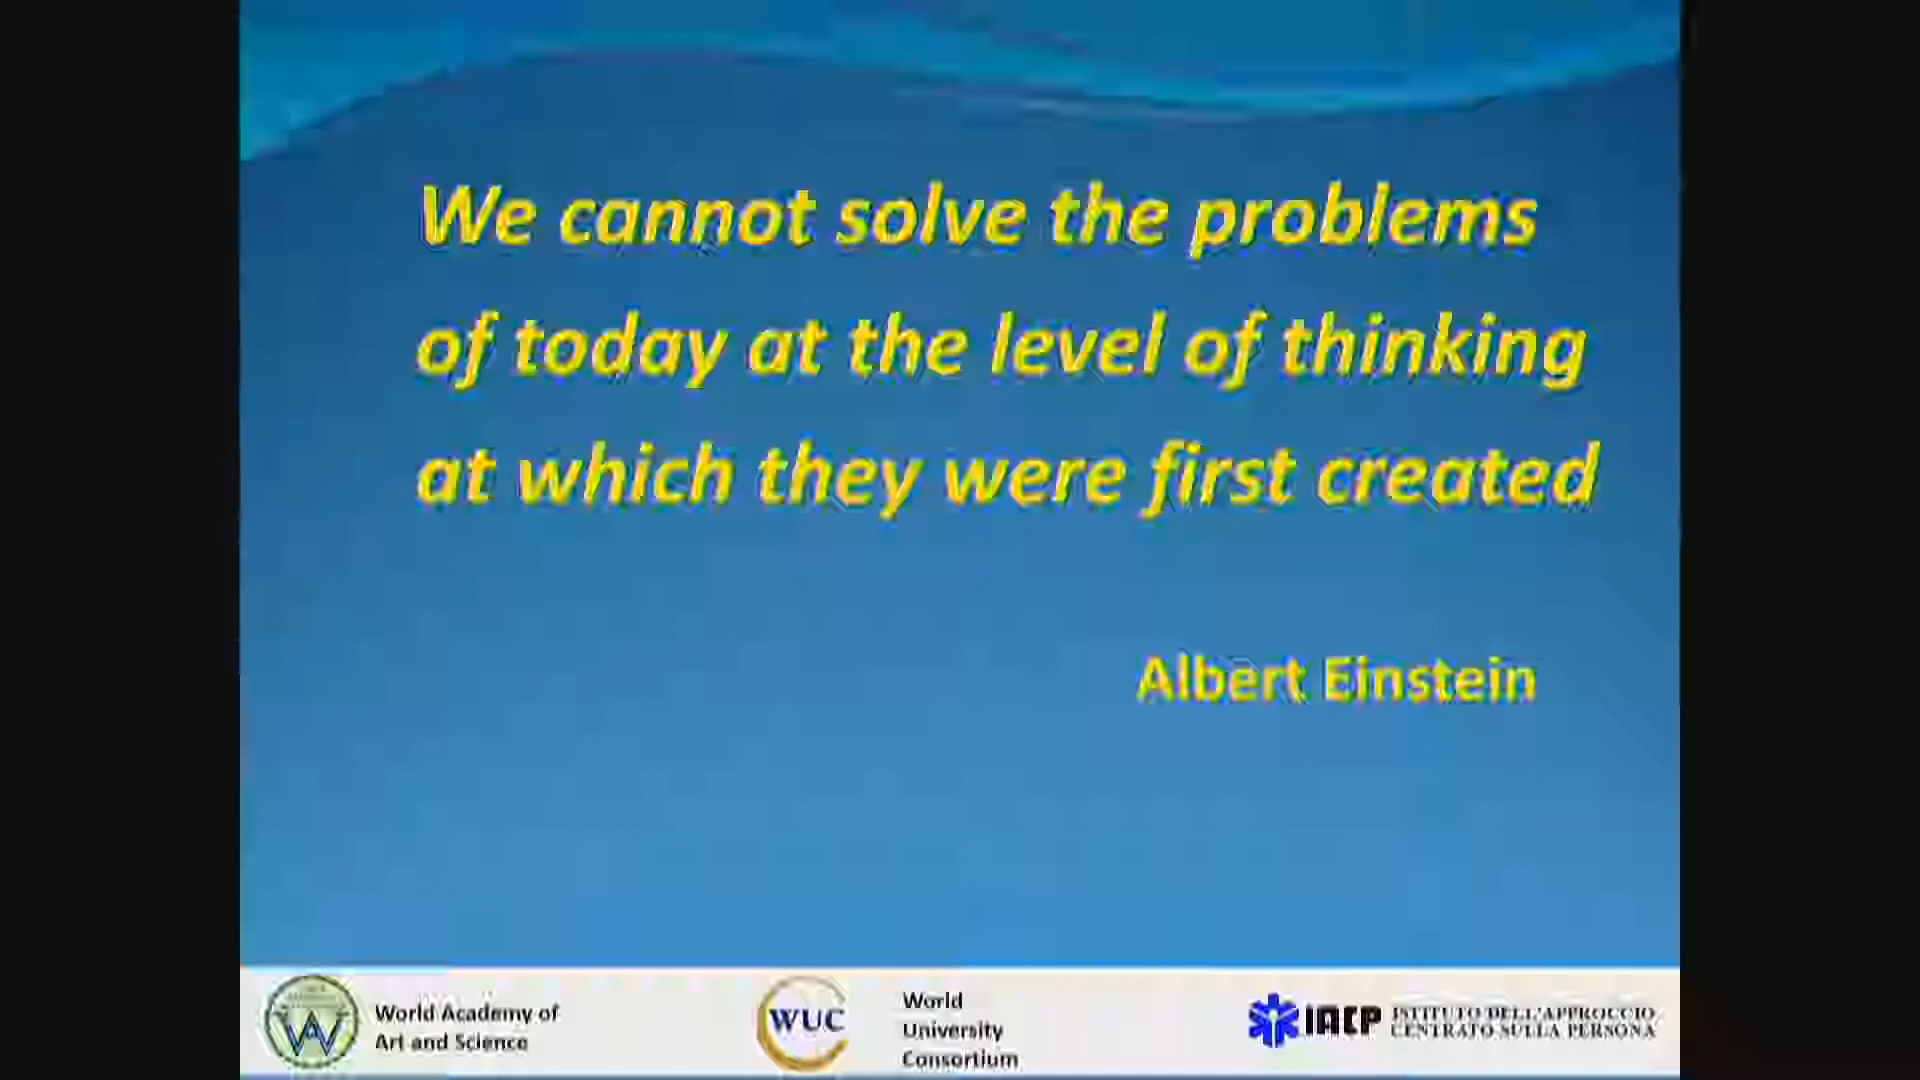 We cannot solve the problems
of today at the level of thinking
at which they were first created
Albert Einstein
World Academy of
Art and Science
WUC
World
University
Consortium
IACP
ISTITUTO DELL'APPROCCIO
CENTRATO SULLA PERSONA